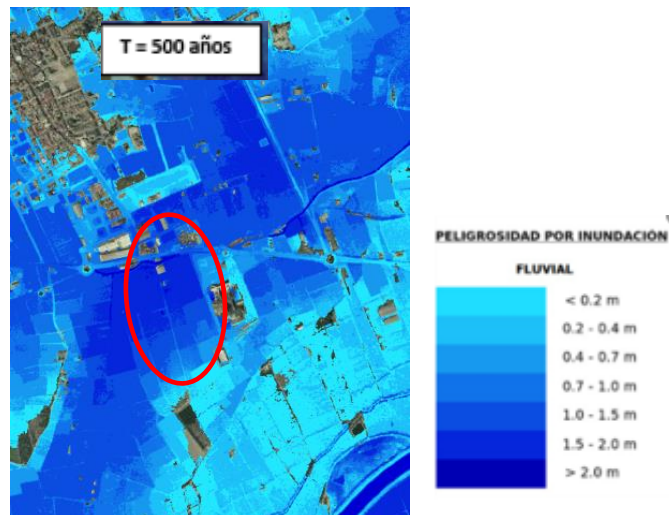 T = 500 años
PELIGROSIDAD POR INUNDACIÓN
FLUVIAL
< 0.2 m
0.2 - 0.4 m
0.4 - 0.7 m
0.7 - 1.0 m
1.0 - 1.5 m
1.5 - 2.0 m
> 2.0 m